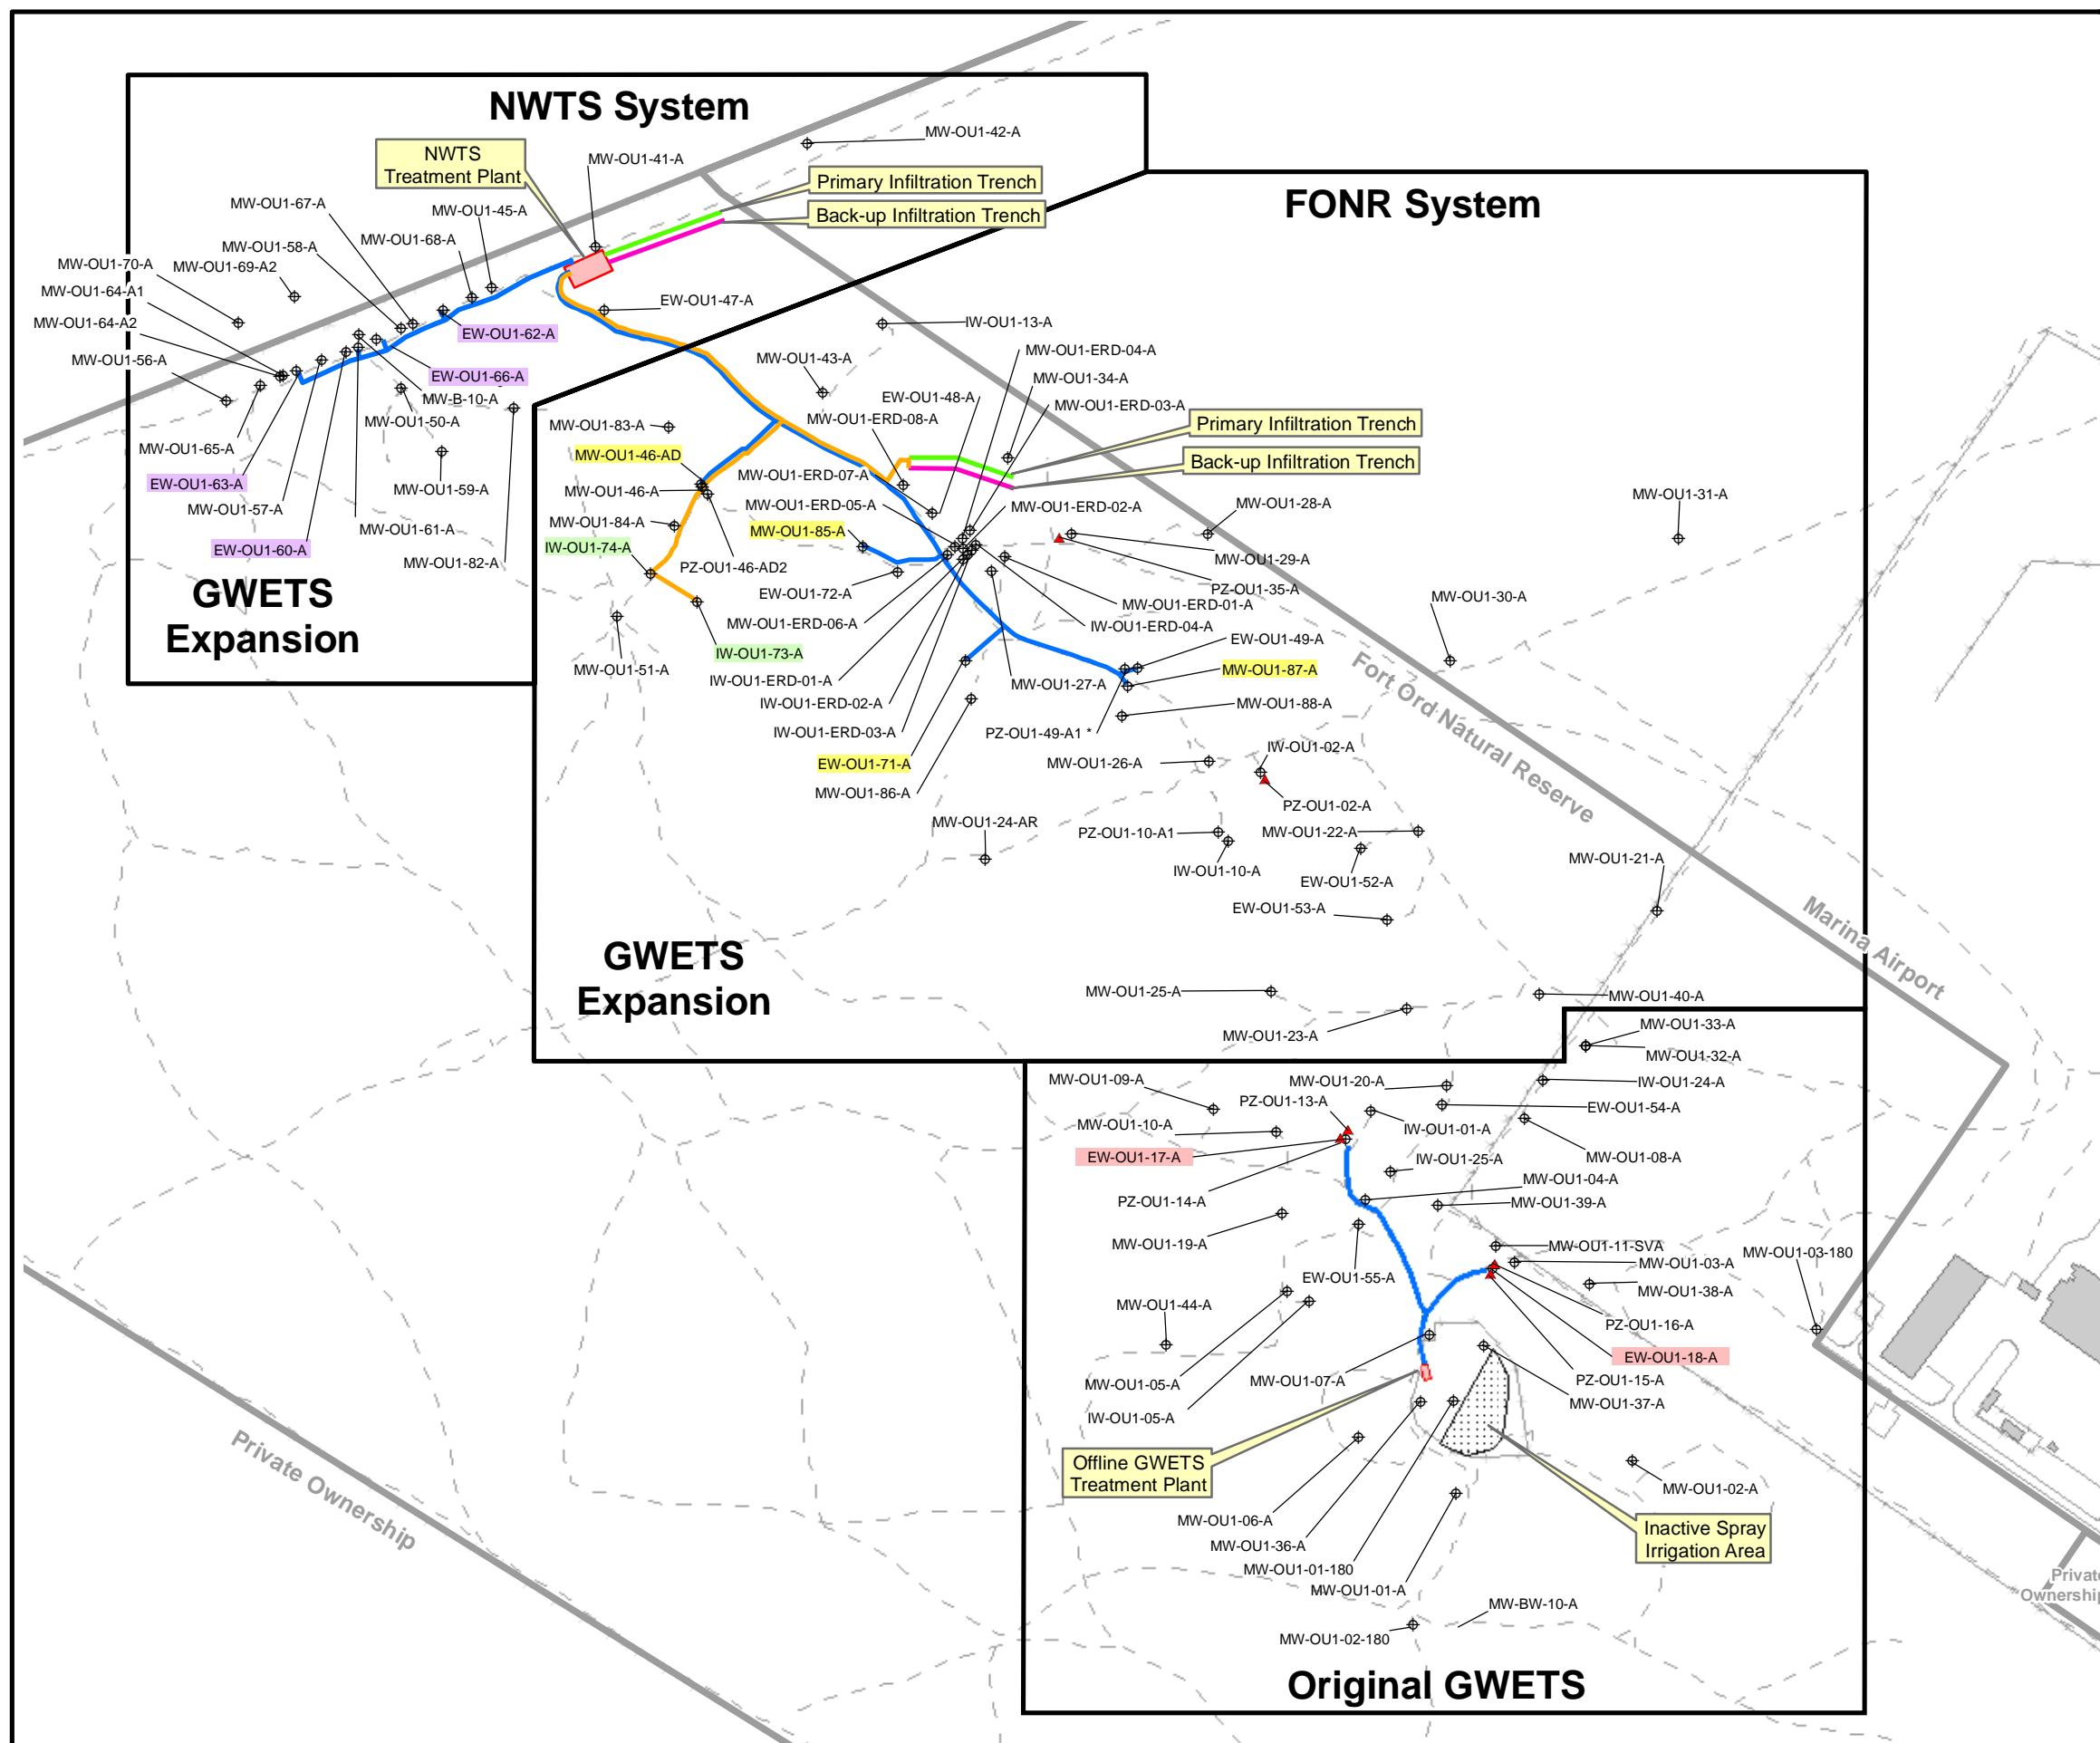 NWTS System
MW-OU1-42-A
NWTS
Treatment Plant
MW-OU1-41-A
Primary Infiltration Trench
Back-up Infiltration Trench
FONR System
MW-OU1-67-A
MW-OU1-45-A
MW-OU1-58-A
MW-OU1-68-A
MW-OU1-70-A
MW-OU1-69-A2
MW-OU1-64-A1
MW-OU1-64-A2
MW-OU1-56-A
EW-OU1-47-A
EW-OU1-62-A
EW-OU1-66-A
MW-B-10-A
MW-OU1-50-A
MW-OU1-65-A
EW-OU1-63-A
MW-OU1-59-A
MW-OU1-57-A
MW-OU1-61-A
EW-OU1-60-A
MW-OU1-82-A
GWETS
Expansion
IW-OU1-13-A
MW-OU1-ERD-04-A
MW-OU1-43-A
MW-OU1-34-A
EW-OU1-48-A
MW-OU1-ERD-03-A
MW-OU1-ERD-08-A
MW-OU1-83-A
Primary Infiltration Trench
MW-OU1-46-AD
Back-up Infiltration Trench
MW-OU1-ERD-07-A
MW-OU1-46-A
MW-OU1-ERD-05-A
MW-OU1-ERD-02-A
MW-OU1-28-A
MW-OU1-31-A
MW-OU1-84-A
MW-OU1-85-A
IW-OU1-74-A
MW-OU1-29-A
PZ-OU1-46-AD2
PZ-OU1-35-A
EW-OU1-72-A
MW-OU1-ERD-01-A
MW-OU1-30-A
MW-OU1-ERD-06-A
IW-OU1-ERD-04-A
EW-OU1-49-A
IW-OU1-73-A
MW-OU1-51-A
MW-OU1-87-A
IW-OU1-ERD-01-A
MW-OU1-27-A
IW-OU1-ERD-02-A
MW-OU1-88-A
IW-OU1-ERD-03-A
PZ-OU1-49-A1 *
Fort Ord Natural Reserve
EW-OU1-71-A
MW-OU1-26-A
IW-OU1-02-A
MW-OU1-86-A
PZ-OU1-02-A
MW-OU1-24-AR
PZ-OU1-10-A1
MW-OU1-22-A
IW-OU1-10-A
EW-OU1-52-A
MW-OU1-21-A
EW-OU1-53-A
Marina Airport
GWETS
Expansion
MW-OU1-25-A
MW-OU1-40-A
MW-OU1-23-A
MW-OU1-33-A
MW-OU1-32-A
MW-OU1-09-A
MW-OU1-20-A
IW-OU1-24-A
PZ-OU1-13-A
EW-OU1-54-A
MW-OU1-10-A
IW-OU1-01-A
EW-OU1-17-A
IW-OU1-25-A
MW-OU1-08-A
MW-OU1-04-A
PZ-OU1-14-A
MW-OU1-39-A
MW-OU1-19-A
MW-OU1-11-SVA
MW-OU1-03-180
MW-OU1-03-A
EW-OU1-55-A
MW-OU1-38-A
MW-OU1-44-A
PZ-OU1-16-A
EW-OU1-18-A
MW-OU1-05-A
MW-OU1-07-A
PZ-OU1-15-A
IW-OU1-05-A
MW-OU1-37-A
Offline GWETS
Treatment Plant
MW-OU1-02-A
MW-OU1-06-A
Inactive Spray
Irrigation Area
MW-OU1-36-A
MW-OU1-01-180
MW-OU1-01-A
MW-BW-10-A
MW-OU1-02-180
Private Ownership
Private
Ownership
Original GWETS